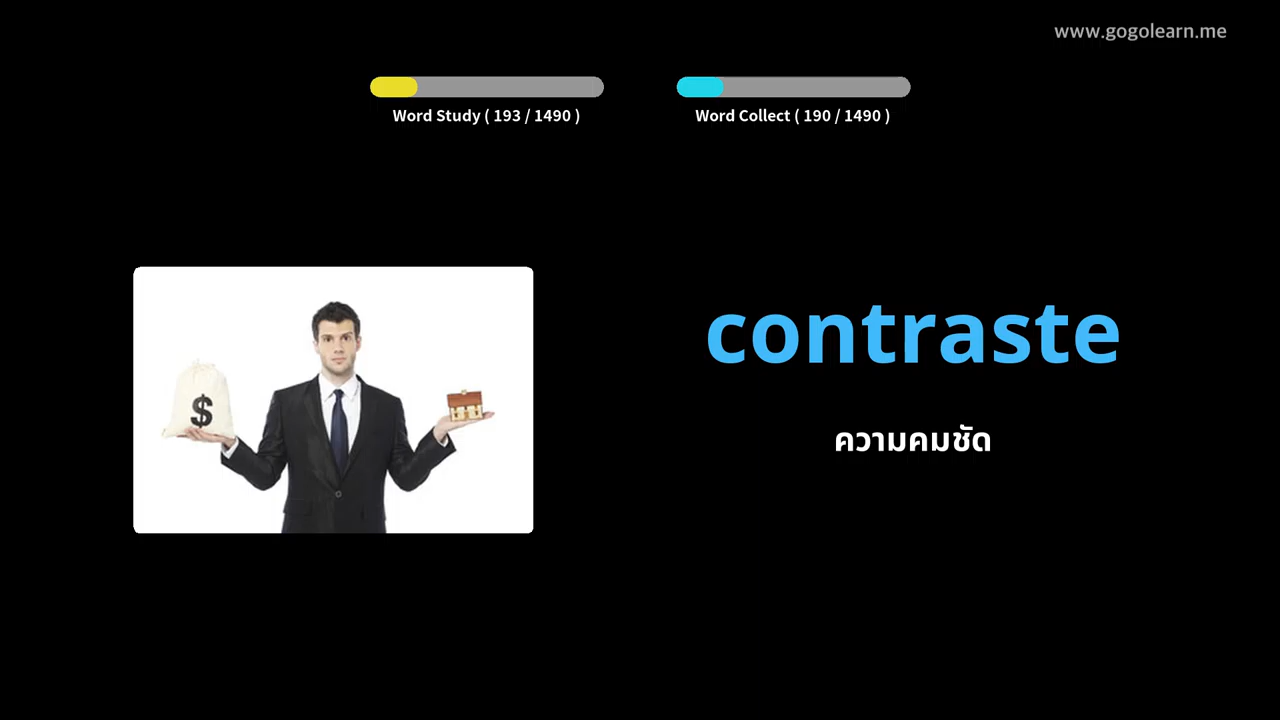 www.gogolearn.me
Word Study ( 193 / 1490 )
Word Collect ( 190 / 1490 )
contraste
ความคมชัด
$